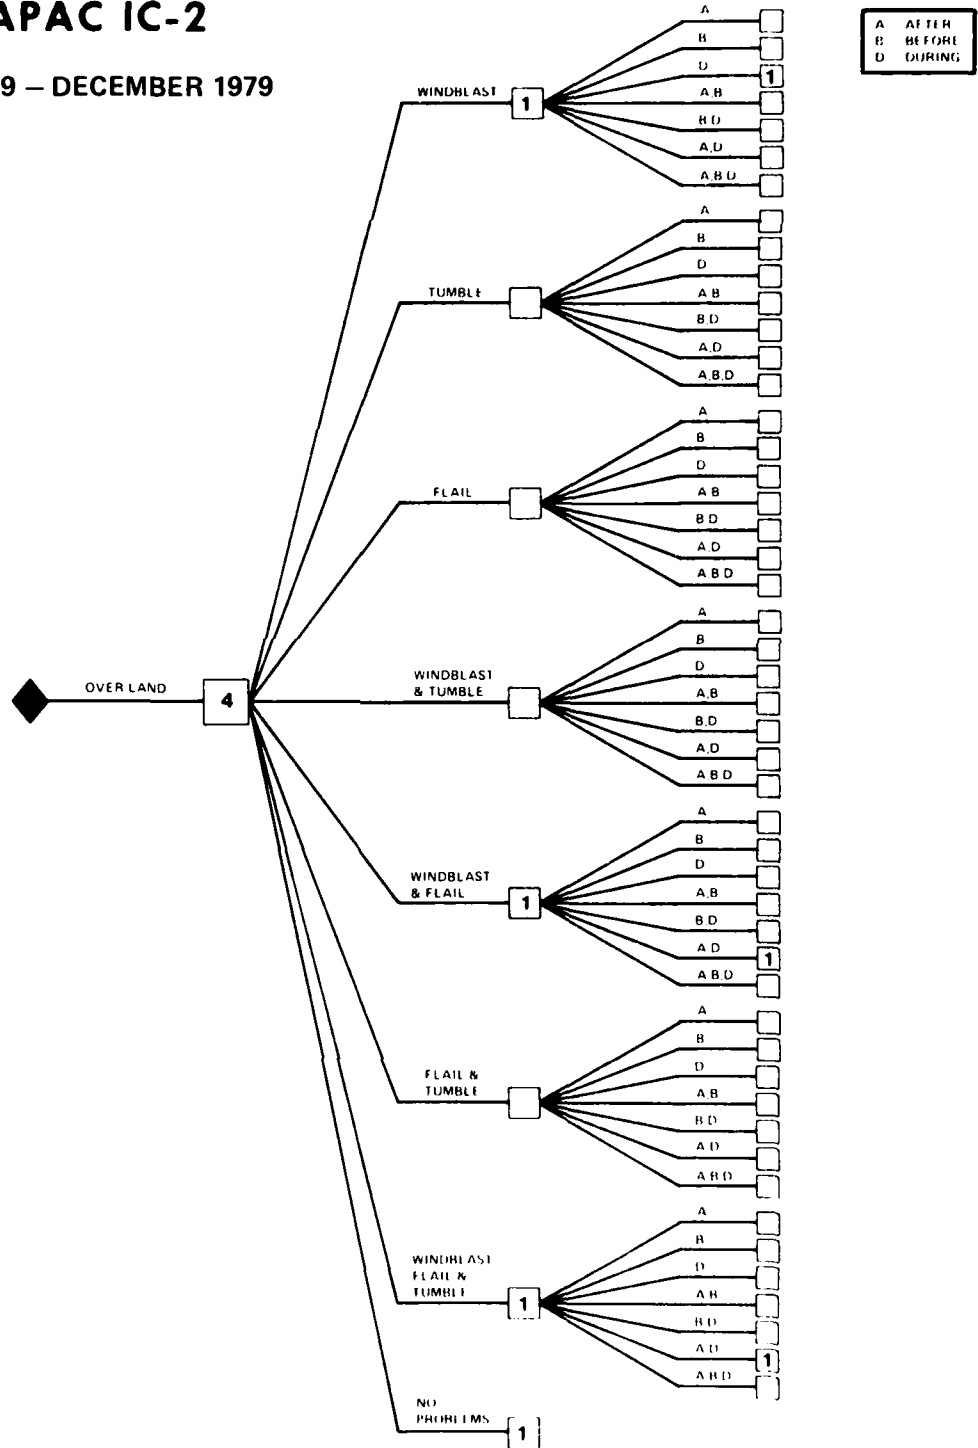 APAC IC-2
9 – DECEMBER 1979
A AFTER
B BEFORE
D DURING
OVER LAND
4
WINDBLAST
1
A
B
D
1
A,B
B,D
A,D
A,B,D
TUMBLE
A
B
D
A,B
B,D
A,D
A,B,D
FLAIL
A
B
D
A,B
B,D
A,D
A,B,D
WINDBLAST
& TUMBLE
A
B
D
A,B
B,D
A,D
A,B,D
WINDBLAST
& FLAIL
1
A
B
D
A,B
B,D
A,D
1
A,B,D
FLAIL &
TUMBLE
A
B
D
A,B
B,D
A,D
A,B,D
WINDBLAST
FLAIL &
TUMBLE
1
A
B
D
A,B
B,D
A,D
1
A,B,D
NO
PROBLEMS
1